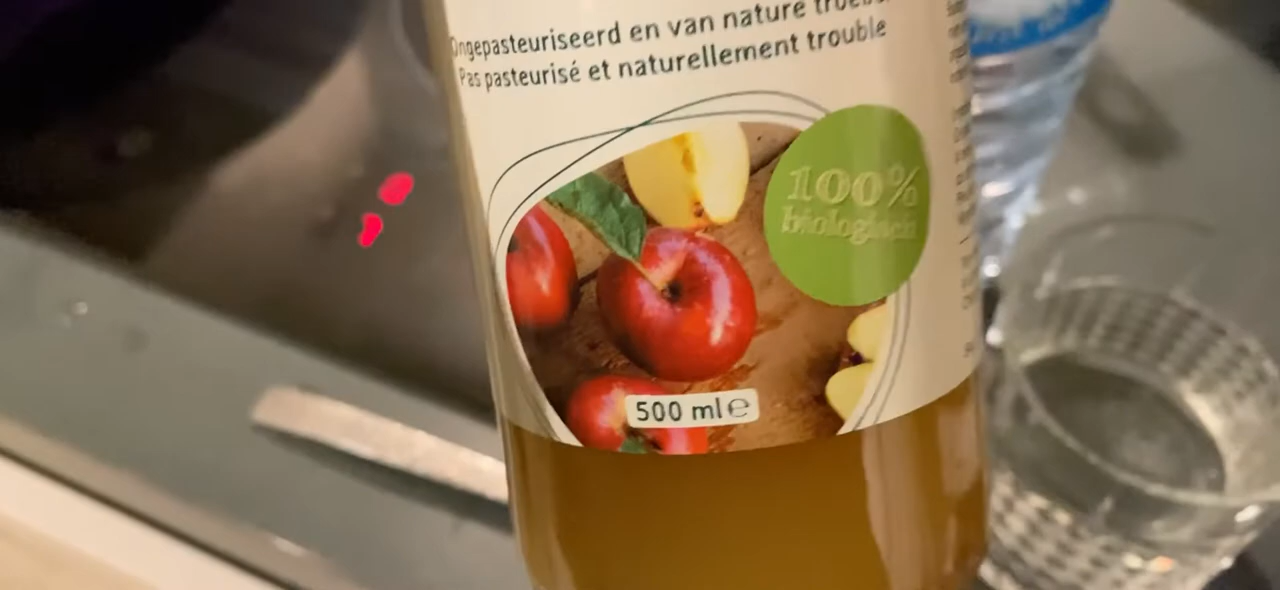 Ongepasteuriseerd en van nature
Pas pasteurisé et naturellement trouble
100%
biologisch
500 ml ℮